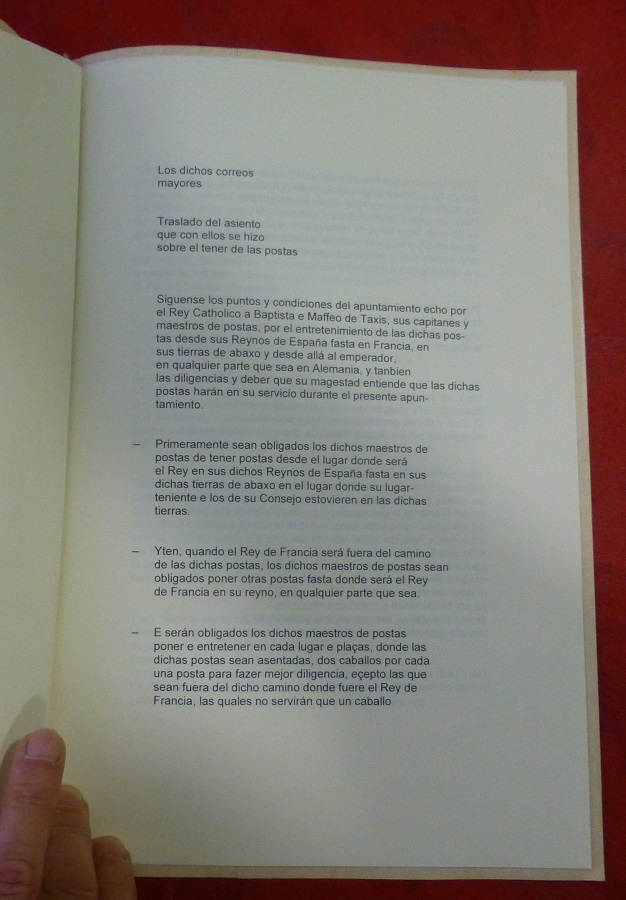 Los dichos correos
mayores
Traslado del asiento
que con ellos se hizo
sobre el tener de las postas
Siguense los puntos y condiciones del apuntamiento echo por
el Rey Catholico a Baptista e Maffeo de Taxis, sus capitanes y
maestros de postas, por el entretenimiento de las dichas pos-
tas desde sus Reynos de España fasta en Francia, en
sus tierras de abaxo y desde allá al emperador,
en qualquier parte que sea en Alemania, y tanbien
las diligencias y deber que su magestad entiende que las dichas
postas harán en su servicio durante el presente apun-
tamiento.
– Primeramente sean obligados los dichos maestros de
postas de tener postas desde el lugar donde será
el Rey en sus dichos Reynos de España fasta en sus
dichas tierras de abaxo en el lugar donde su lugar-
teniente e los de su Consejo estovieren en las dichas
tierras.
– Yten, quando el Rey de Francia será fuera del camino
de las dichas postas, los dichos maestros de postas sean
obligados poner otras postas fasta donde será el Rey
de Francia en su reyno, en qualquier parte que sea.
– E serán obligados los dichos maestros de postas
poner e entretener en cada lugar e plaças, donde las
dichas postas sean asentadas, dos caballos por cada
una posta para fazer mejor diligencia, eçepto las que
sean fuera del dicho camino donde fuere el Rey de
Francia, las quales no servirán que un caballo